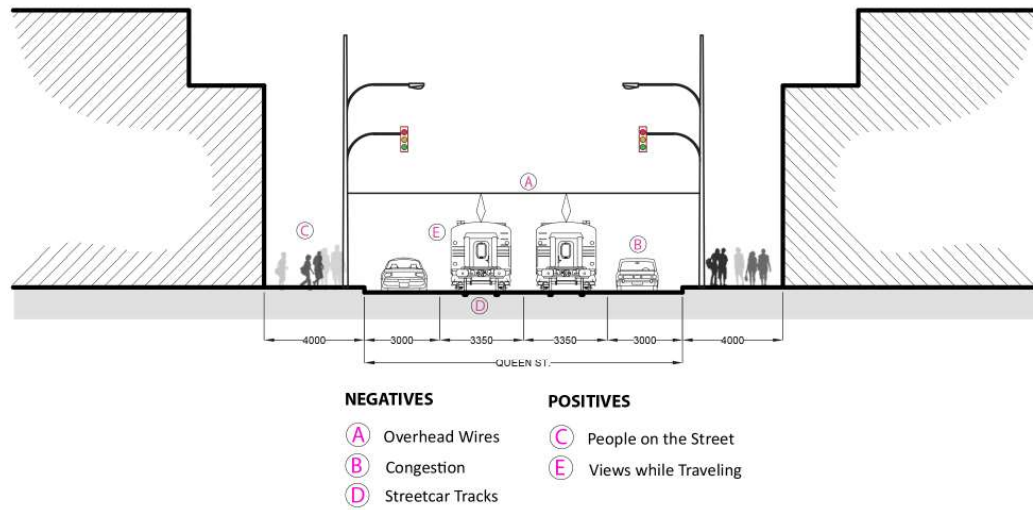 A
C
E
B
D
4000 3000 3350 3350 3000 4000
QUEEN ST.
NEGATIVES
A Overhead Wires
B Congestion
D Streetcar Tracks
POSITIVES
C People on the Street
E Views while Traveling